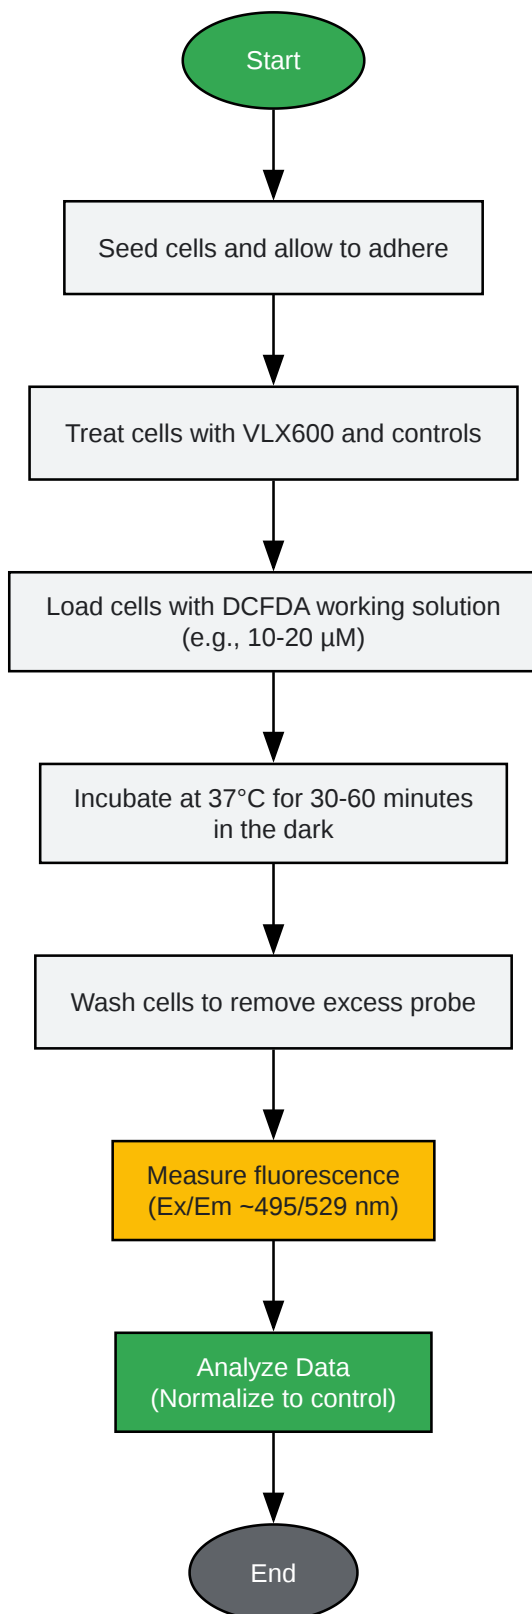 Start
Seed cells and allow to adhere
Treat cells with VLX600 and controls
Load cells with DCFDA working solution
(e.g., 10-20 µM)
Incubate at 37°C for 30-60 minutes
in the dark
Wash cells to remove excess probe
Measure fluorescence
(Ex/Em ~495/529 nm)
Analyze Data
(Normalize to control)
End